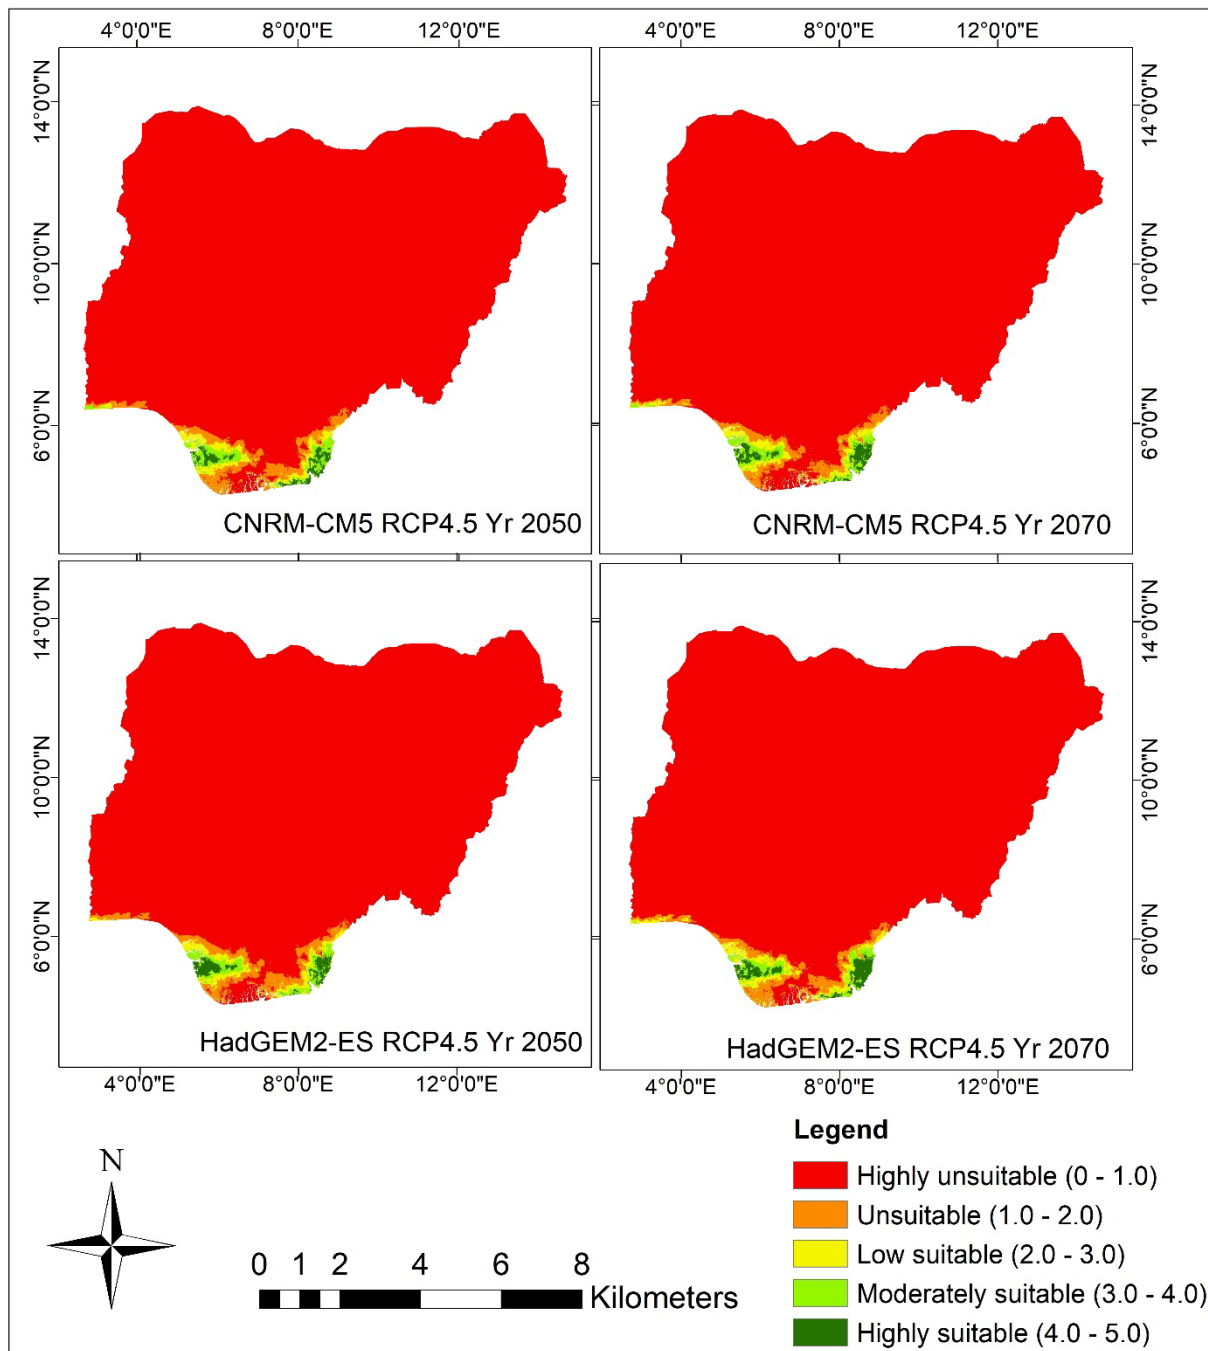 4°0'0"E 8°0'0"E 12°0'0"E 4°0'0"E 8°0'0"E 12°0'0"E
14°0'0"N
10°0'0"N
6°0'0"N
14°0'0"N
10°0'0"N
6°0'0"N
CNRM-CM5 RCP4.5 Yr 2050
CNRM-CM5 RCP4.5 Yr 2070
14°0'0"N
10°0'0"N
6°0'0"N
14°0'0"N
10°0'0"N
6°0'0"N
HadGEM2-ES RCP4.5 Yr 2050
HadGEM2-ES RCP4.5 Yr 2070
4°0'0"E 8°0'0"E 12°0'0"E 4°0'0"E 8°0'0"E 12°0'0"E
N
0 1 2 4 6 8
Kilometers
Legend
Highly unsuitable (0 - 1.0)
Unsuitable (1.0 - 2.0)
Low suitable (2.0 - 3.0)
Moderately suitable (3.0 - 4.0)
Highly suitable (4.0 - 5.0)